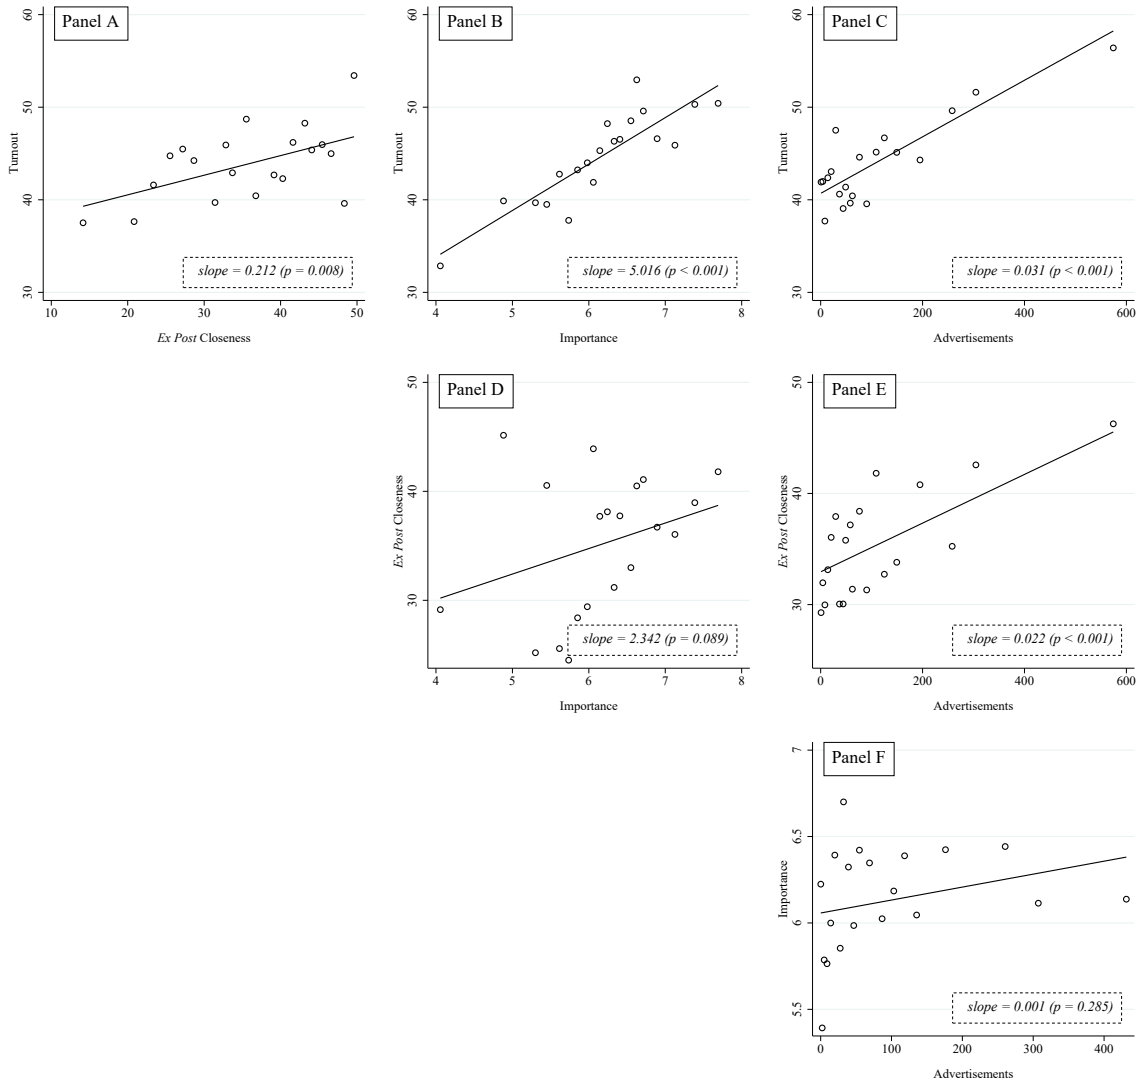 Panel A
60
50
40
30
Turnout
slope = 0.212 (p = 0.008)
10 20 30 40 50
Ex Post Closeness
Panel B
60
50
40
30
Turnout
slope = 5.016 (p < 0.001)
4 5 6 7 8
Importance
Panel C
60
50
40
30
Turnout
slope = 0.031 (p < 0.001)
0 200 400 600
Advertisements
Panel D
50
40
30
Ex Post Closeness
slope = 2.342 (p = 0.089)
4 5 6 7 8
Importance
Panel E
50
40
30
Ex Post Closeness
slope = 0.022 (p < 0.001)
0 200 400 600
Advertisements
Panel F
7
6.5
6
5.5
Importance
slope = 0.001 (p = 0.285)
0 100 200 300 400
Advertisements